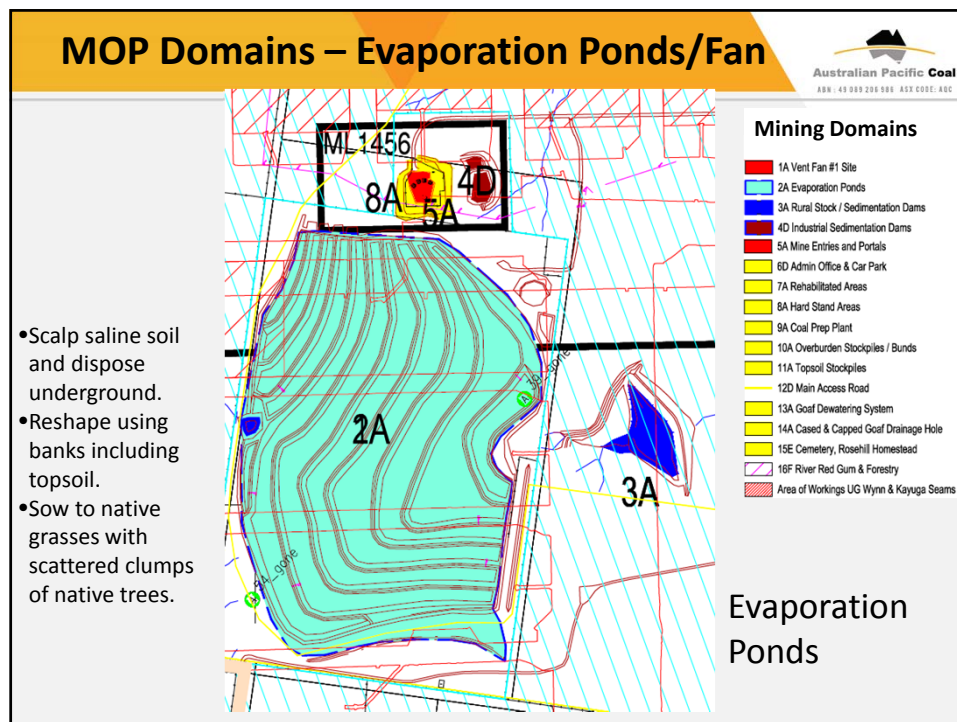 MOP Domains – Evaporation Ponds/Fan
Australian Pacific Coal
ABN : 49 089 206 986 ASX CODE: AQC
•Scalp saline soil
and dispose
underground.
•Reshape using
banks including
topsoil.
•Sow to native
grasses with
scattered clumps
of native trees.
ML1456
8A
5A
4D
2A
3A
Mining Domains
1A Vent Fan #1 Site
2A Evaporation Ponds
3A Rural Stock / Sedimentation Dams
4D Industrial Sedimentation Dams
5A Mine Entries and Portals
6D Admin Office & Car Park
7A Rehabilitated Areas
8A Hard Stand Areas
9A Coal Prep Plant
10A Overburden Stockpiles / Bunds
11A Topsoil Stockpiles
12D Main Access Road
13A Goaf Dewatering System
14A Cased & Capped Goaf Drainage Hole
15E Cemetery, Rosehill Homestead
16F River Red Gum & Forestry
Area of Workings UG Wynn & Kayuga Seams
Evaporation
Ponds